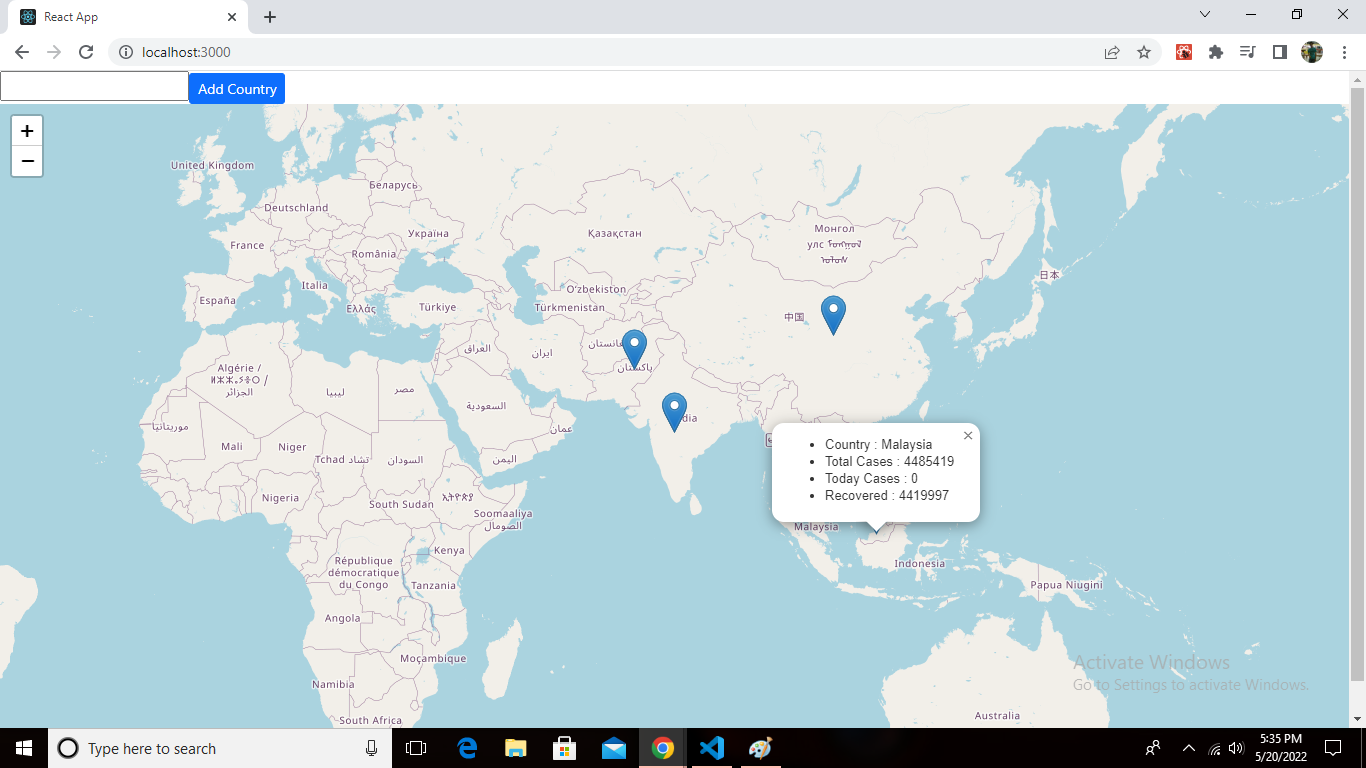 React App
localhost:3000
Add Country
+
−
United Kingdom
Беларусь
Deutschland
France
Україна
Қазақстан
Монгол
улс ᠮᠣᠩᠭᠣᠯ
ᠤᠯᠤᠰ
România
日本
Italia
España
Ελλάς
Türkiye
Oʻzbekiston
Türkmenistan
中国
العراق
ایران
پاکستان
Algérie /
ⵍⵣⵣⴰⵢⴻⵔ /
الجزائر
ليبيا
مصر
السعودية
عمان
موريتانيا
Mali
Niger
Tchad تشاد
السودان
اليمن
Nigeria
South Sudan
ኢትዮጵያ
Soomaaliya
الصومال
Country : Malaysia
×
Total Cases : 4485419
Today Cases : 0
Recovered : 4419997
Malaysia
Kenya
Indonesia
République
démocratique
du Congo
Tanzania
Papua Niugini
Angola
Moçambique
Namibia
South Africa
Australia
Activate Windows
Go to Settings to activate Windows.
Type here to search
5:35 PM
5/20/2022